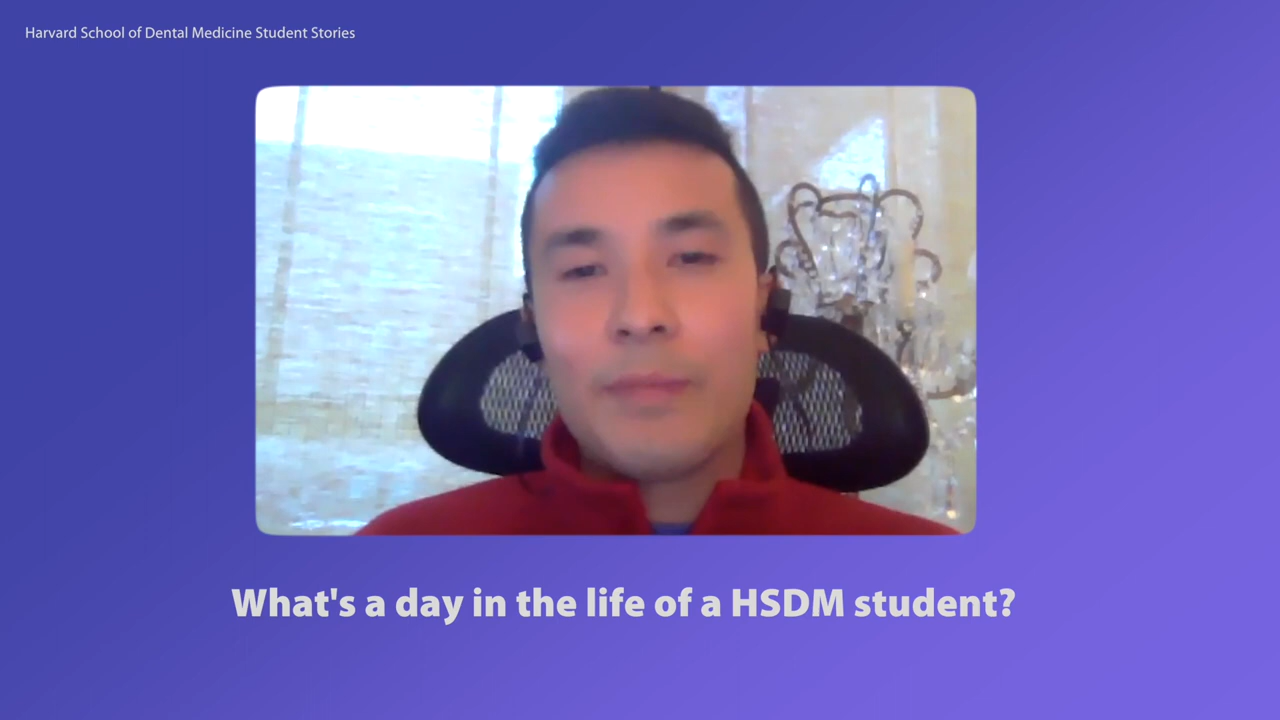 Harvard School of Dental Medicine Student Stories
What's a day in the life of a HSDM student?